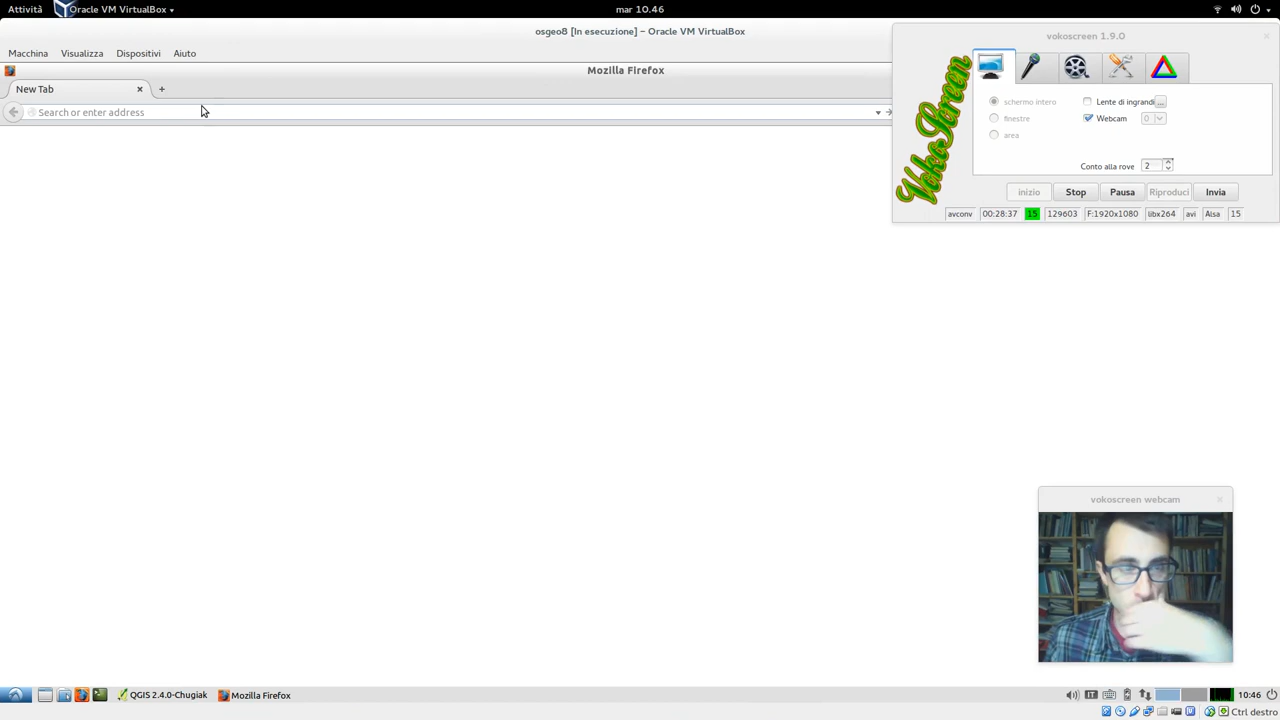 Attività Oracle VM VirtualBox mar 10.46
osgeo8 [In esecuzione] – Oracle VM VirtualBox
Macchina Visualizza Dispositivi Aiuto
Mozilla Firefox
New Tab
Search or enter address
vokoscreen 1.9.0
VokoScreen
schermo intero Lente di ingrandi ...
finestre Webcam 0
area
Conto alla rove 2
inizio Stop Pausa Riproduci Invia
avconv 00:28:37 15 129603 F:1920x1080 libx264 avi Alsa 15
vokoscreen webcam
QGIS 2.4.0-Chugiak Mozilla Firefox IT 10:46
Ctrl destro